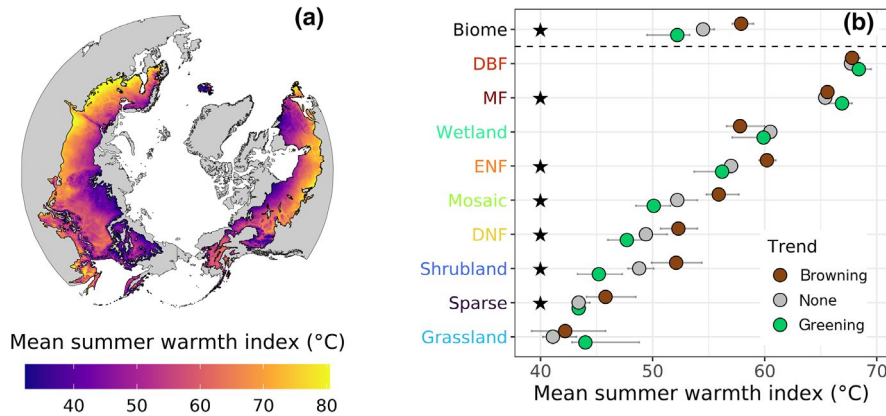 (a)
Mean summer warmth index (°C)
40 50 60 70 80
(b)
Biome
DBF
MF
Wetland
ENF
Mosaic
DNF
Shrubland
Sparse
Grassland
Trend
Browning
None
Greening
40 50 60 70
Mean summer warmth index (°C)